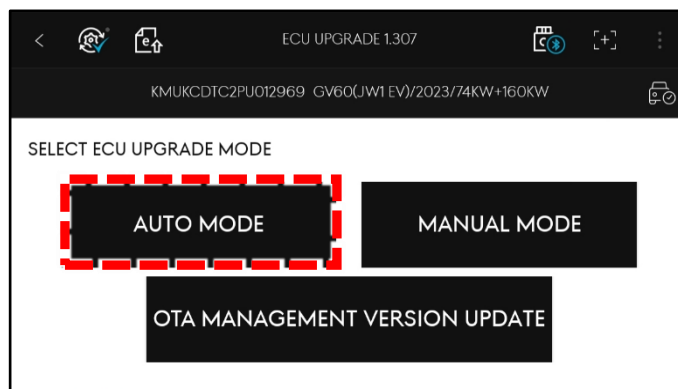 ECU UPGRADE 1.307
KMUKCDTC2PU012969 GV60(JW1 EV)/2023/74KW+160KW
SELECT ECU UPGRADE MODE
AUTO MODE
MANUAL MODE
OTA MANAGEMENT VERSION UPDATE